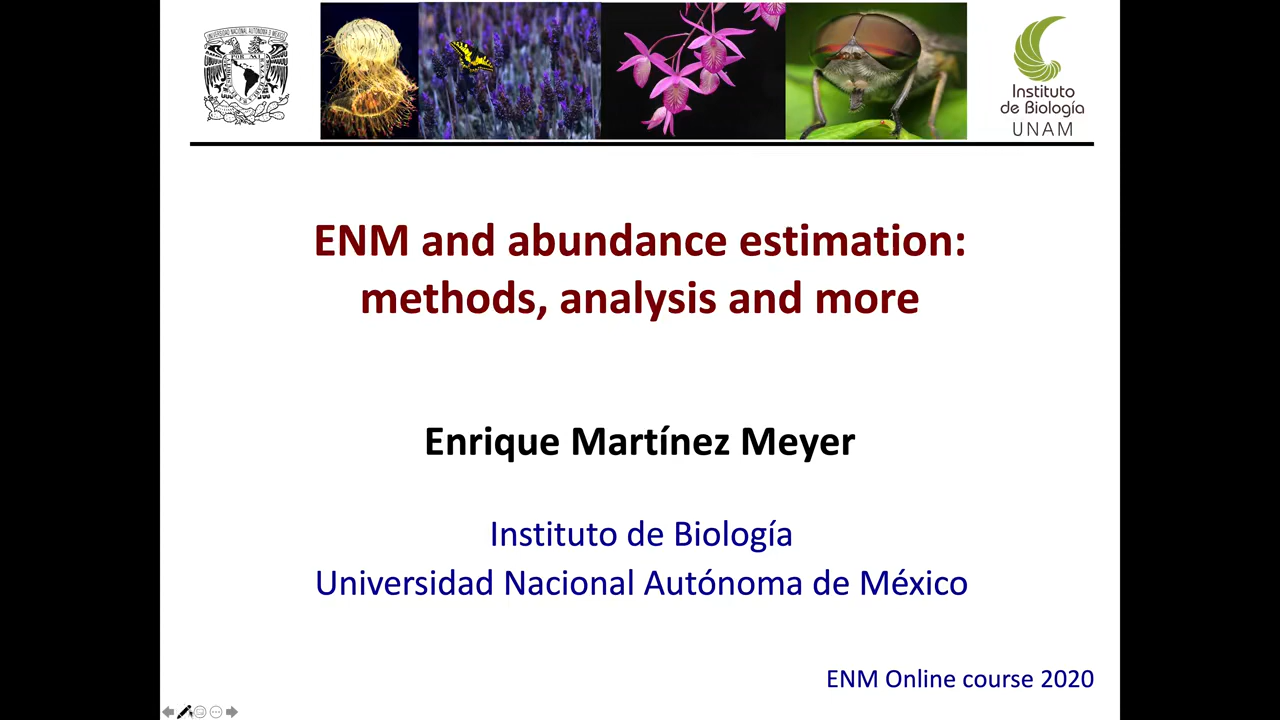 Instituto
de Biología
UNAM
ENM and abundance estimation:
methods, analysis and more
Enrique Martínez Meyer
Instituto de Biología
Universidad Nacional Autónoma de México
ENM Online course 2020